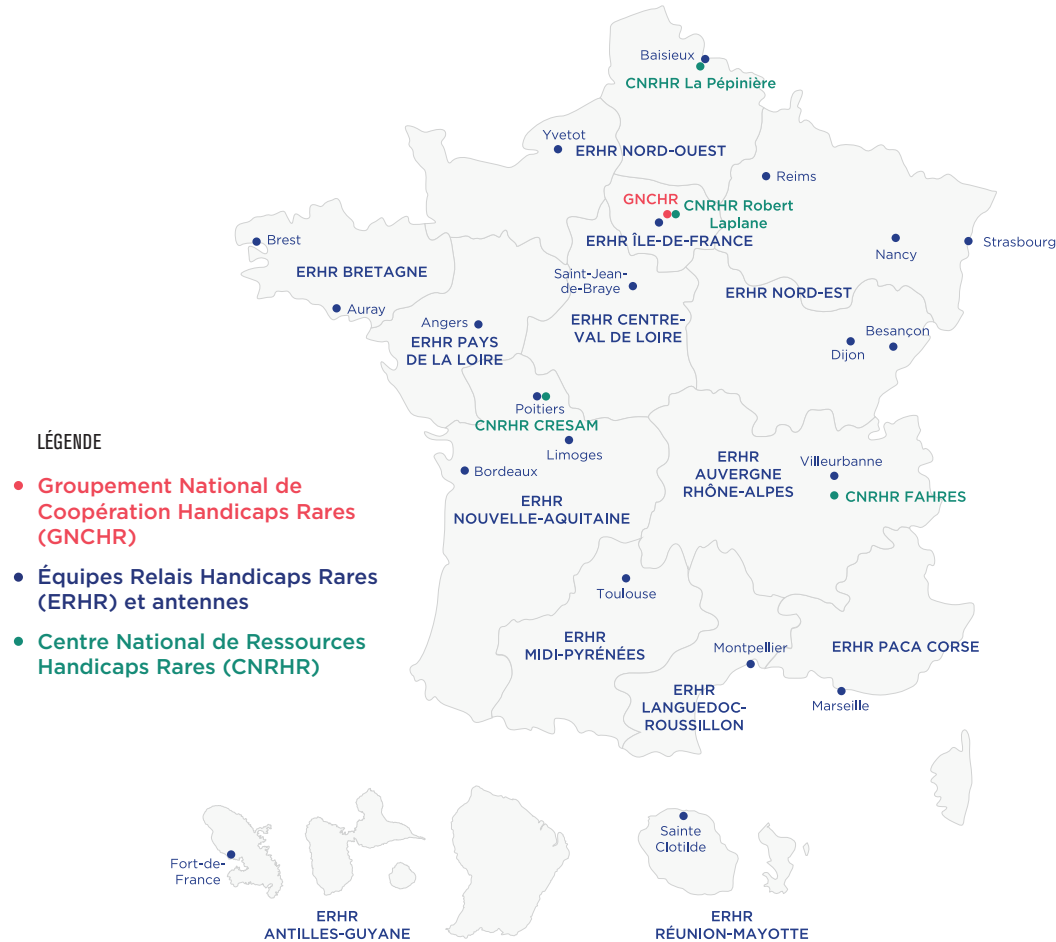 Baisieux
CNRHR La Pépinière
Yvetot
ERHR NORD-OUEST
Reims
GNCHR
CNRHR Robert
Laplane
ERHR ÎLE-DE-FRANCE
Brest
ERHR BRETAGNE
Auray
Nancy
Strasbourg
Saint-Jean-
de-Braye
ERHR NORD-EST
ERHR CENTRE-
VAL DE LOIRE
Angers
ERHR PAYS
DE LA LOIRE
Besançon
Dijon
Poitiers
CNRHR CRESAM
Limoges
Bordeaux
ERHR
NOUVELLE-AQUITAINE
ERHR
AUVERGNE
RHÔNE-ALPES
Villeurbanne
CNRHR FAHRES
LÉGENDE
Groupement National de
Coopération Handicaps Rares
(GNCHR)
Équipes Relais Handicaps Rares
(ERHR) et antennes
Centre National de Ressources
Handicaps Rares (CNRHR)
Toulouse
ERHR
MIDI-PYRÉNÉES
Montpellier
ERHR PACA CORSE
ERHR
LANGUEDOC-
ROUSSILLON
Marseille
Fort-de-
France
ERHR
ANTILLES-GUYANE
Sainte
Clotilde
ERHR
RÉUNION-MAYOTTE